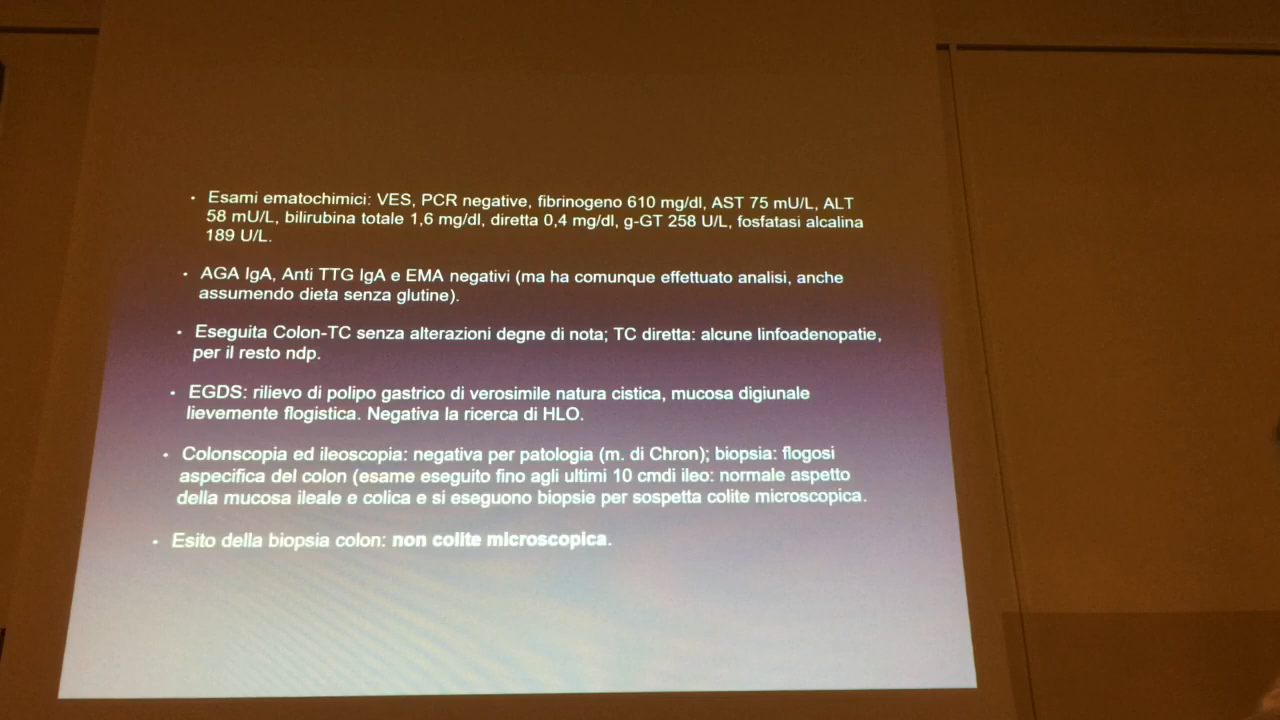 • Esami ematochimici: VES, PCR negative, fibrinogeno 610 mg/dl, AST 75 mU/L, ALT
58 mU/L, bilirubina totale 1,6 mg/dl, diretta 0,4 mg/dl, g-GT 258 U/L, fosfatasi alcalina
189 U/L.
• AGA IgA, Anti TTG IgA e EMA negativi (ma ha comunque effettuato analisi, anche
assumendo dieta senza glutine).
• Eseguita Colon-TC senza alterazioni degne di nota; TC diretta: alcune linfoadenopatie,
per il resto ndp.
• EGDS: rilievo di polipo gastrico di verosimile natura cistica, mucosa digiunale
lievemente flogistica. Negativa la ricerca di HLO.
• Colonscopia ed ileoscopia: negativa per patologia (m. di Chron); biopsia: flogosi
aspecifica del colon (esame eseguito fino agli ultimi 10 cmdi ileo: normale aspetto
della mucosa ileale e colica e si eseguono biopsie per sospetta colite microscopica.
• Esito della biopsia colon: non colite microscopica.